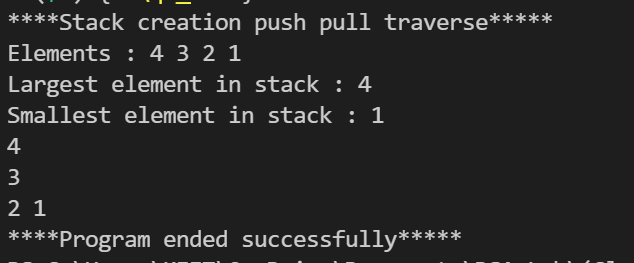 ****Stack creation push pull traverse*****
Elements : 4 3 2 1
Largest element in stack : 4
Smallest element in stack : 1
4
3
2 1
****Program ended successfully*****